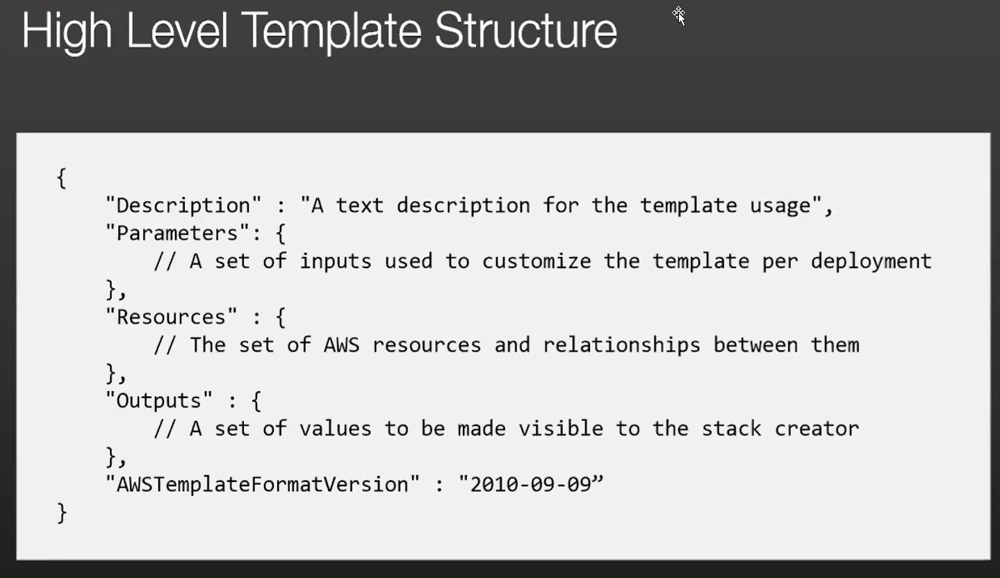 High Level Template Structure
{
"Description" : "A text description for the template usage",
"Parameters": {
// A set of inputs used to customize the template per deployment
},
"Resources" : {
// The set of AWS resources and relationships between them
},
"Outputs" : {
// A set of values to be made visible to the stack creator
},
"AWSTemplateFormatVersion" : "2010-09-09”
}